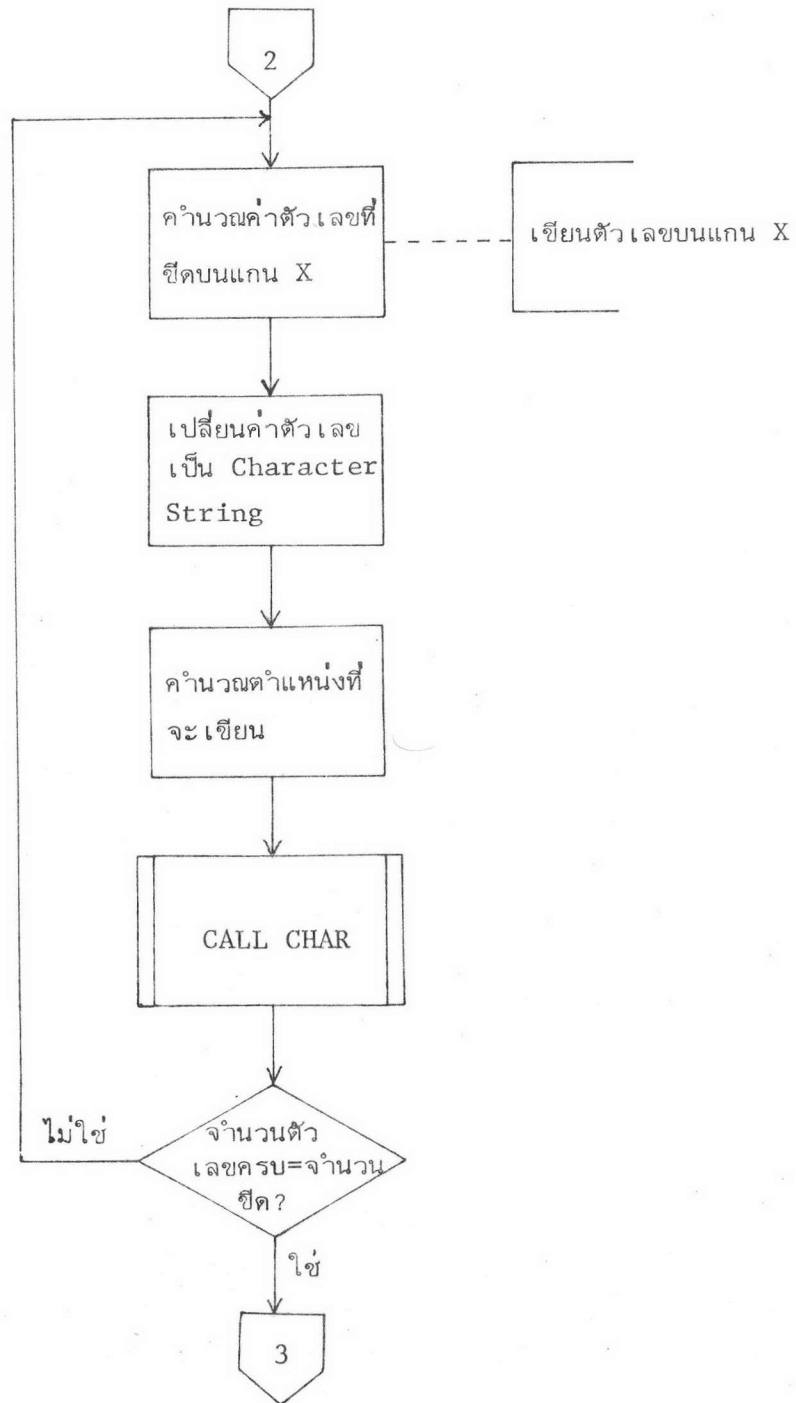 2
คำนวณค่าตัวเลขที่
ขีดบนแกน X
เขียนตัวเลขบนแกน X
เปลี่ยนค่าตัวเลข
เป็น Character
String
คำนวณตำแหน่งที่
จะเขียน
CALL CHAR
จำนวนตัว
เลขครบ=จำนวน
ขีด?
ไม่ใช่
ใช่
3